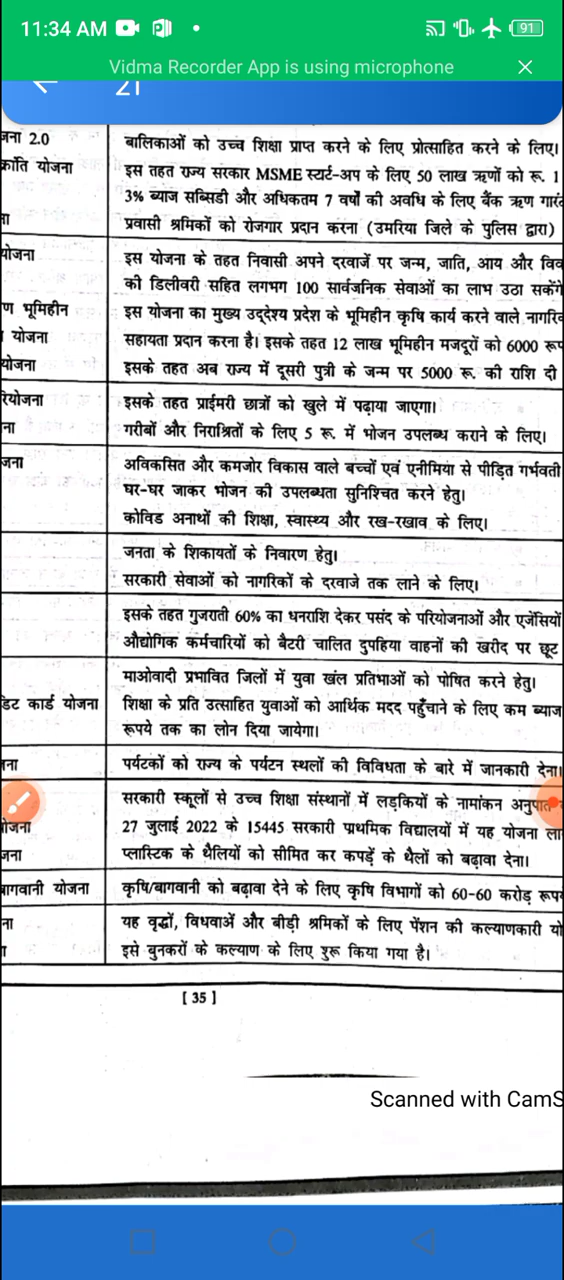 11:34 AM
91
Vidma Recorder App is using microphone
21
जना 2.0
बालिकाओं को उच्च शिक्षा प्राप्त करने के लिए प्रोत्साहित करने के लिए।
क्रांति योजना
इस तहत राज्य सरकार MSME स्टार्ट-अप के लिए 50 लाख ऋणों को रू. 1
3% ब्याज सब्सिडी और अधिकतम 7 वर्षों की अवधि के लिए बैंक ऋण गारं
ता
प्रवासी श्रमिकों को रोजगार प्रदान करना (उमरिया जिले के पुलिस द्वारा)
योजना
इस योजना के तहत निवासी अपने दरवाजें पर जन्म, जाति, आय और विव
की डिलीवरी सहित लगभग 100 सार्वजनिक सेवाओं का लाभ उठा सकेंगे
ण भूमिहीन
इस योजना का मुख्य उद्देश्य प्रदेश के भूमिहीन कृषि कार्य करने वाले नागरिक
योजना
सहायता प्रदान करना है। इसके तहत 12 लाख भूमिहीन मजदूरों को 6000 रूप
योजना
इसके तहत अब राज्य में दूसरी पुत्री के जन्म पर 5000 रू. की राशि दी
रियोजना
इसके तहत प्राईमरी छात्रों को खुले में पढ़ाया जाएगा।
ना
गरीबों और निराश्रितों के लिए 5 रू. में भोजन उपलब्ध कराने के लिए।
जना
अविकसित और कमजोर विकास वाले बच्चों एवं एनीमिया से पीड़ित गर्भवती
घर-घर जाकर भोजन की उपलब्धता सुनिश्चित करने हेतु।
कोविड अनाथों की शिक्षा, स्वास्थ्य और रख-रखाव के लिए।
जनता के शिकायतों के निवारण हेतु।
सरकारी सेवाओं को नागरिकों के दरवाजे तक लाने के लिए।
इसके तहत गुजराती 60% का धनराशि देकर पसंद के परियोजनाओं और एजेंसियों
औद्योगिक कर्मचारियों को बैटरी चालित दुपहिया वाहनों की खरीद पर छूट
माओवादी प्रभावित जिलों में युवा खंल प्रतिभाओं को पोषित करने हेतु।
डिट कार्ड योजना
शिक्षा के प्रति उत्साहित युवाओं को आर्थिक मदद पहुँचाने के लिए कम ब्याज
रूपये तक का लोन दिया जायेगा।
जना
पर्यटकों को राज्य के पर्यटन स्थलों की विविधता के बारे में जानकारी देना।
सरकारी स्कूलों से उच्च शिक्षा संस्थानों में लड़कियों के नामांकन अनुपात
योजना
27 जुलाई 2022 के 15445 सरकारी प्राथमिक विद्यालयों में यह योजना ला
जना
प्लास्टिक के थैलियों को सीमित कर कपड़ें के थैलों को बढ़ावा देना।
बागवानी योजना
कृषि/बागवानी को बढ़ावा देने के लिए कृषि विभागों को 60-60 करोड़ रूप
ना
यह वृद्धों, विधवाओं और बीड़ी श्रमिकों के लिए पेंशन की कल्याणकारी यो
इसे बुनकरों के कल्याण के लिए शुरू किया गया है।
[ 35 ]
Scanned with CamS